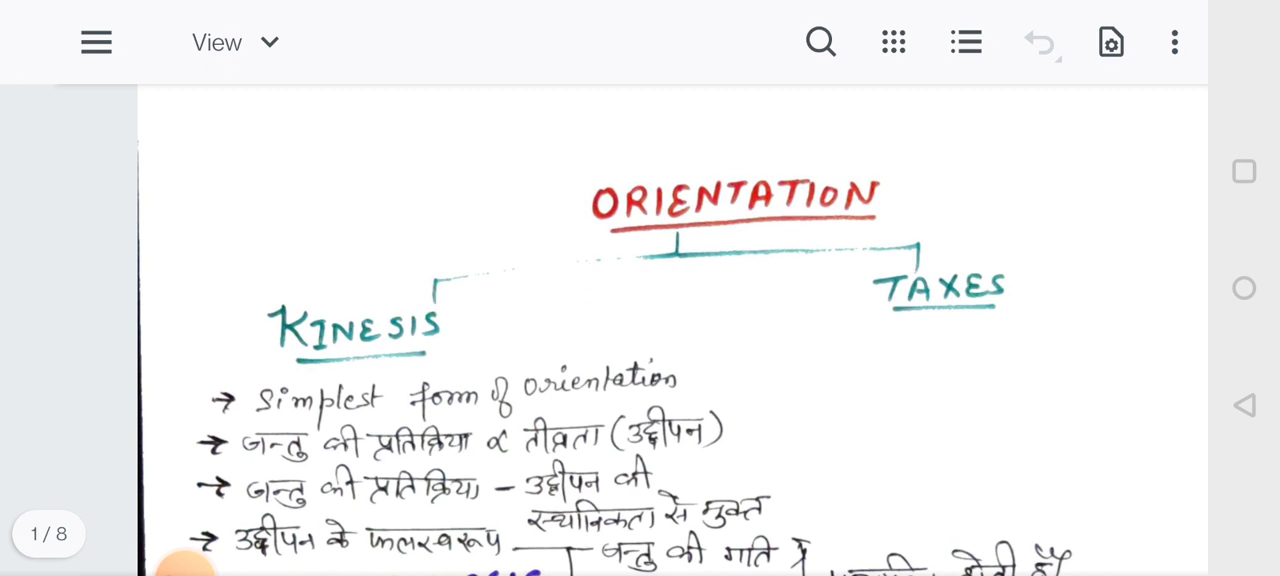 View
ORIENTATION
TAXES
KINESIS
→ Simplest form of orientation
→ जन्तु की प्रतिक्रिया ∝ तीव्रता (उद्दीपन)
→ जन्तु की प्रतिक्रिया – उद्दीपन की
स्थानिकता से मुक्त
→ उद्दीपन के फलस्वरूप
जन्तु की गति
होती है
1 / 8